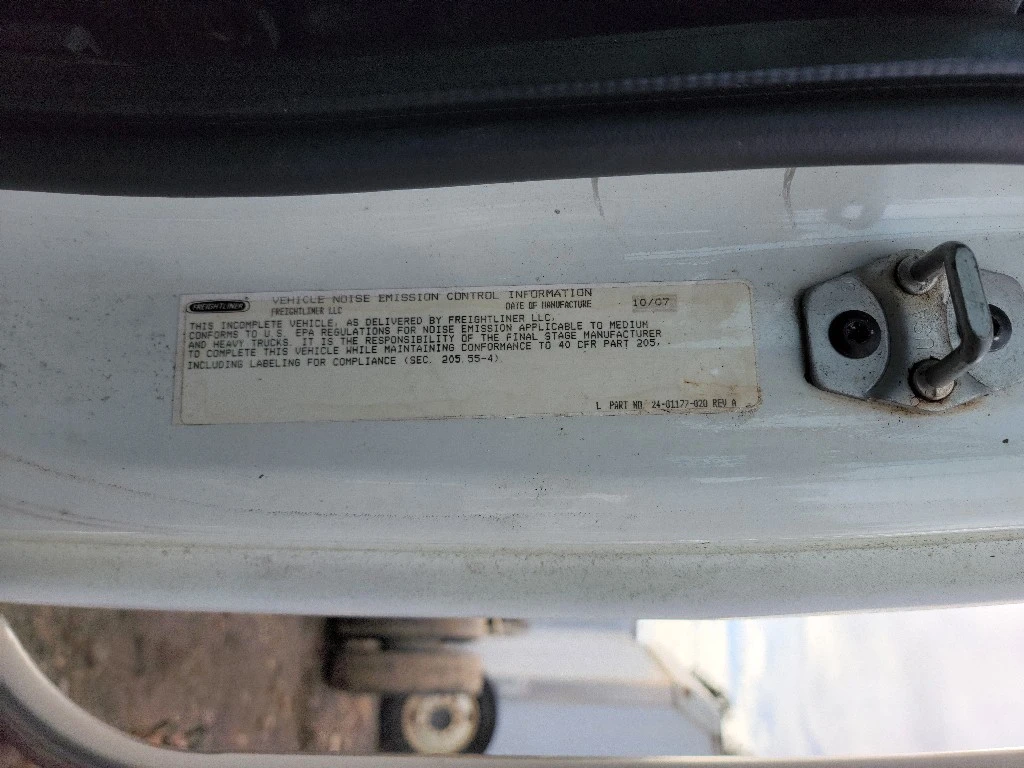 FREIGHTLINER
VEHICLE NOISE EMISSION CONTROL INFORMATION
FREIGHTLINER LLC DATE OF MANUFACTURE 10/07
THIS INCOMPLETE VEHICLE, AS DELIVERED BY FREIGHTLINER LLC,
CONFORMS TO U.S. EPA REGULATIONS FOR NOISE EMISSION APPLICABLE TO MEDIUM
AND HEAVY TRUCKS. IT IS THE RESPONSIBILITY OF THE FINAL STAGE MANUFACTURER
TO COMPLETE THIS VEHICLE WHILE MAINTAINING CONFORMANCE TO 40 CFR PART 205,
INCLUDING LABELING FOR COMPLIANCE (SEC. 205.55-4).
L PART NO. 24-01177-020 REV A